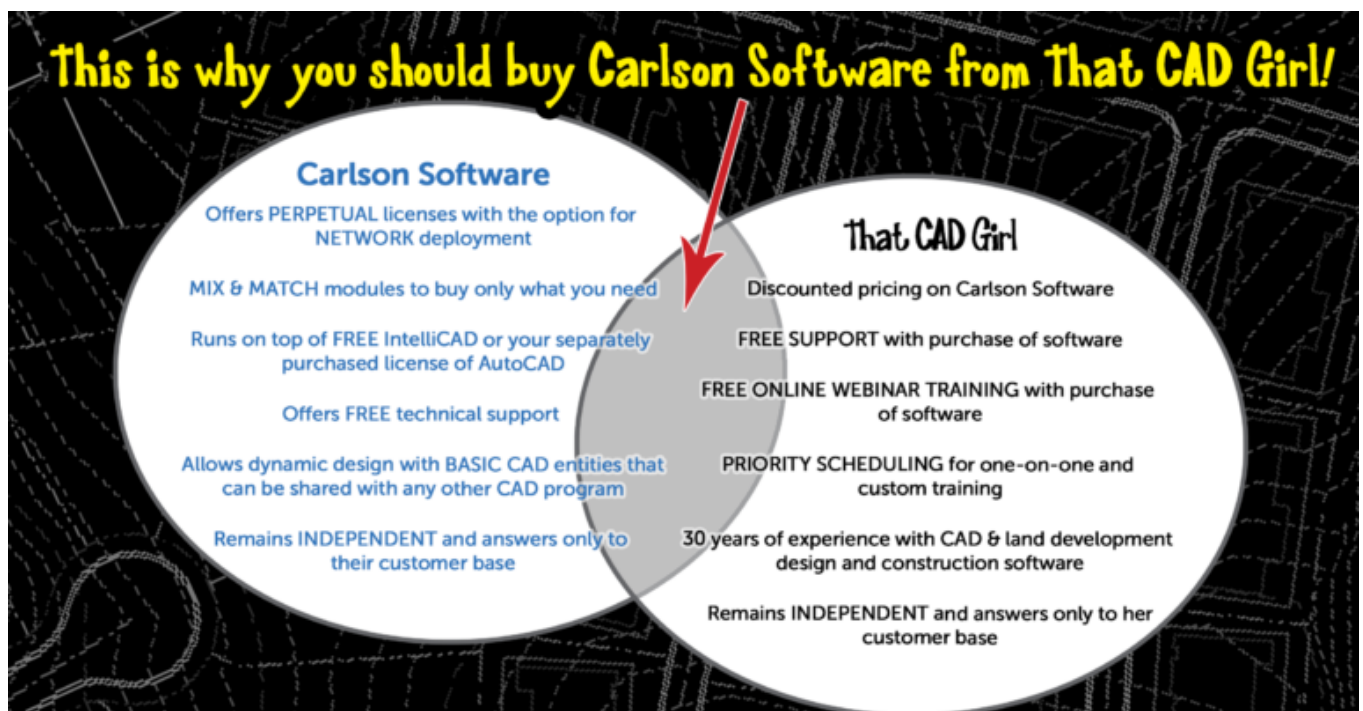 This is why you should buy Carlson Software from That CAD Girl!
Carlson Software
Offers PERPETUAL licenses with the option for
NETWORK deployment
MIX & MATCH modules to buy only what you need
Runs on top of FREE IntelliCAD or your separately
purchased license of AutoCAD
Offers FREE technical support
Allows dynamic design with BASIC CAD entities that
can be shared with any other CAD program
Remains INDEPENDENT and answers only to
their customer base
That CAD Girl
Discounted pricing on Carlson Software
FREE SUPPORT with purchase of software
FREE ONLINE WEBINAR TRAINING with purchase
of software
PRIORITY SCHEDULING for one-on-one and
custom training
30 years of experience with CAD & land development
design and construction software
Remains INDEPENDENT and answers only to her
customer base